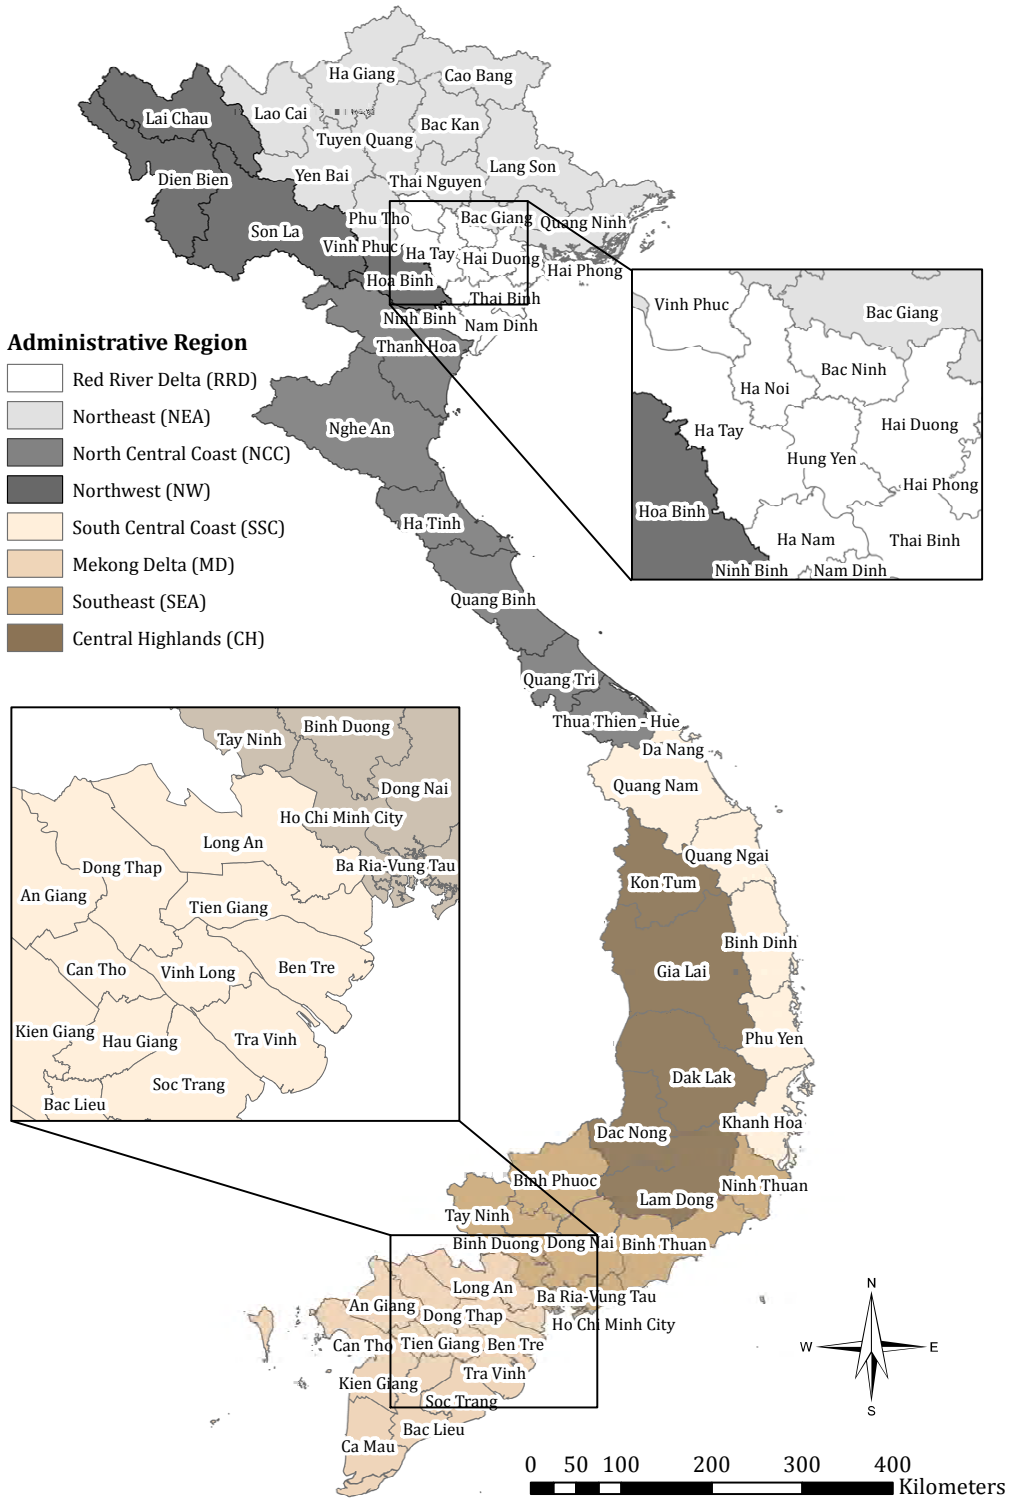 Ha Giang
Cao Bang
Lao Cai
Lai Chau
Bac Kan
Tuyen Quang
Lang Son
Yen Bai
Thai Nguyen
Dien Bien
Phu Tho
Bac Giang
Quang Ninh
Son La
Vinh Phuc
Ha Tay
Hai Duong
Hai Phong
Hoa Binh
Thai Binh
Ninh Binh
Nam Dinh
Thanh Hoa
Nghe An
Ha Tinh
Quang Binh
Quang Tri
Thua Thien - Hue
Da Nang
Quang Nam
Quang Ngai
Kon Tum
Binh Dinh
Gia Lai
Phu Yen
Dak Lak
Khanh Hoa
Dac Nong
Binh Phuoc
Ninh Thuan
Lam Dong
Tay Ninh
Binh Duong
Dong Nai
Binh Thuan
Long An
Ba Ria-Vung Tau
An Giang
Dong Thap
Ho Chi Minh City
Can Tho
Tien Giang
Ben Tre
Tra Vinh
Kien Giang
Soc Trang
Bac Lieu
Ca Mau
Administrative Region
Red River Delta (RRD)
Northeast (NEA)
North Central Coast (NCC)
Northwest (NW)
South Central Coast (SSC)
Mekong Delta (MD)
Southeast (SEA)
Central Highlands (CH)
Vinh Phuc
Bac Giang
Bac Ninh
Ha Noi
Ha Tay
Hai Duong
Hung Yen
Hai Phong
Hoa Binh
Ha Nam
Thai Binh
Ninh Binh
Nam Dinh
Binh Duong
Tay Ninh
Dong Nai
Ho Chi Minh City
Long An
Ba Ria-Vung Tau
Dong Thap
An Giang
Tien Giang
Can Tho
Vinh Long
Ben Tre
Kien Giang
Hau Giang
Tra Vinh
Soc Trang
Bac Lieu
N
W
E
S
0 50 100 200 300 400
Kilometers